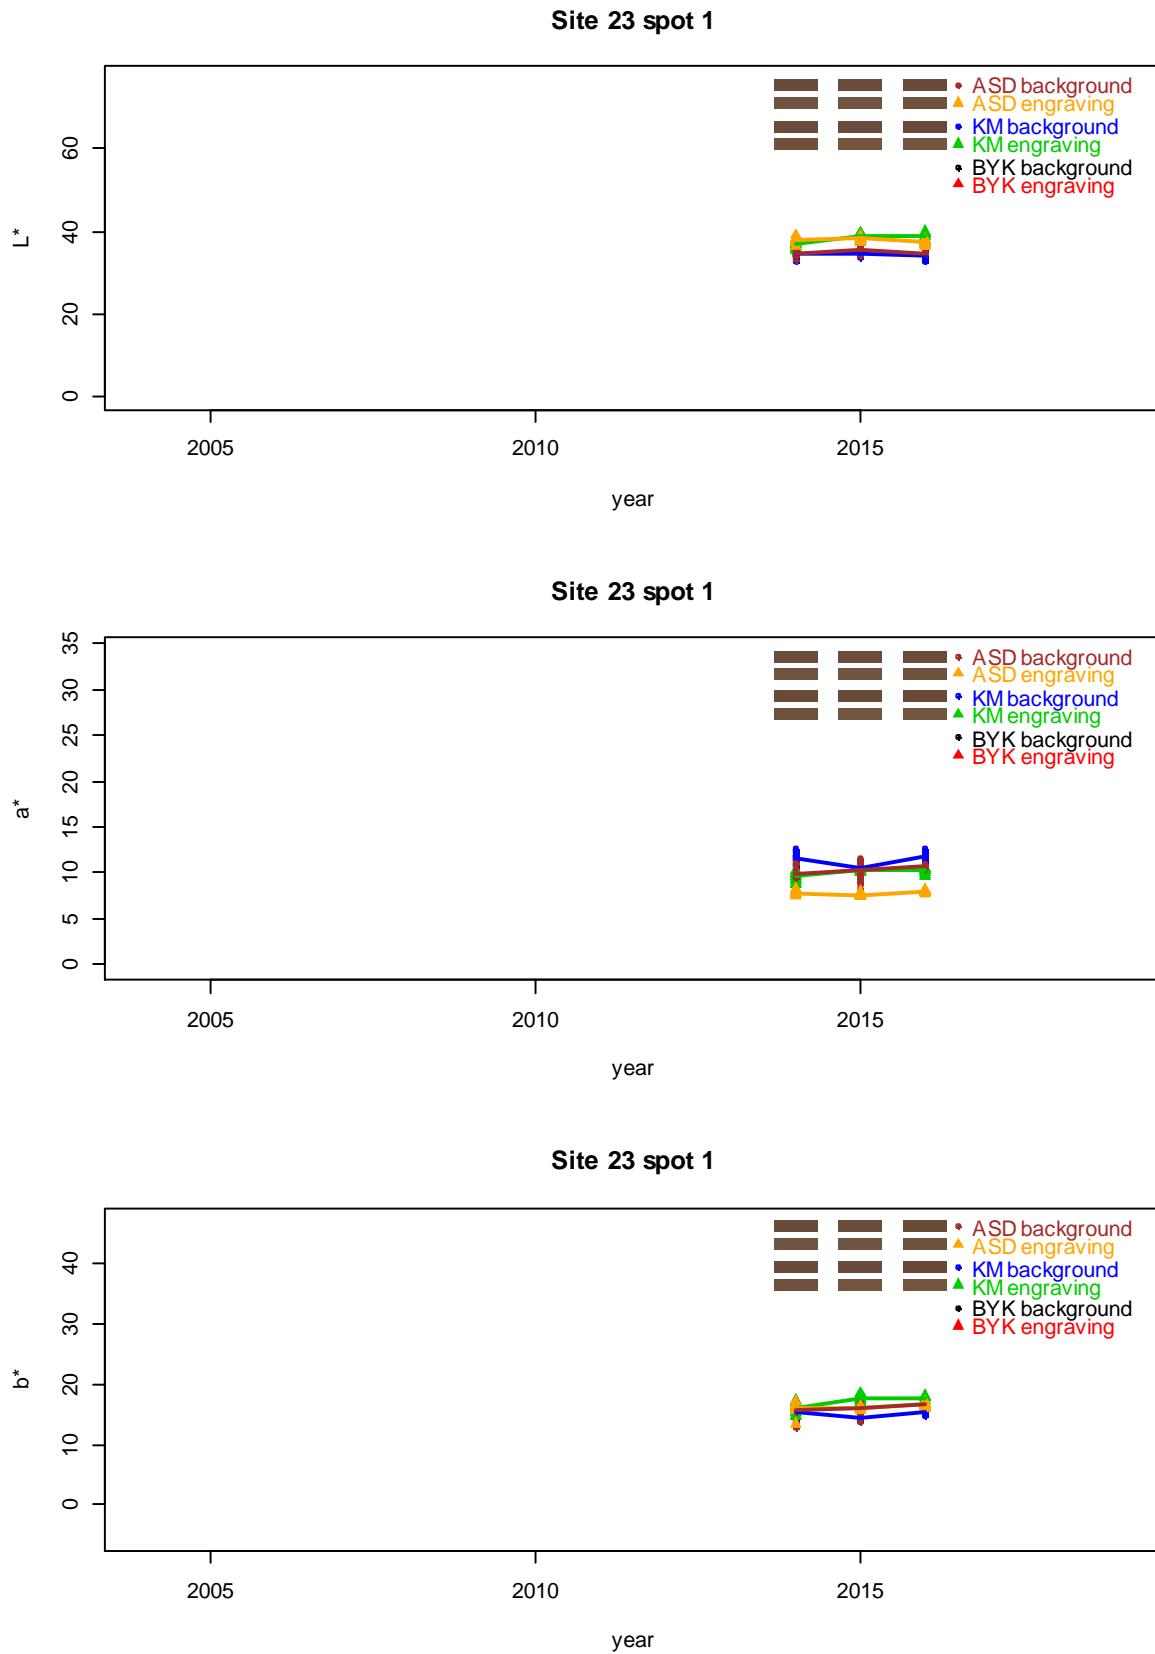 Site 23 spot 1
ASD background
ASD engraving
KM background
KM engraving
BYK background
BYK engraving
60
40
20
0
L*
2005 2010 2015
year
Site 23 spot 1
ASD background
ASD engraving
KM background
KM engraving
BYK background
BYK engraving
35
30
25
20
15
10
5
0
a*
2005 2010 2015
year
Site 23 spot 1
ASD background
ASD engraving
KM background
KM engraving
BYK background
BYK engraving
40
30
20
10
0
b*
2005 2010 2015
year